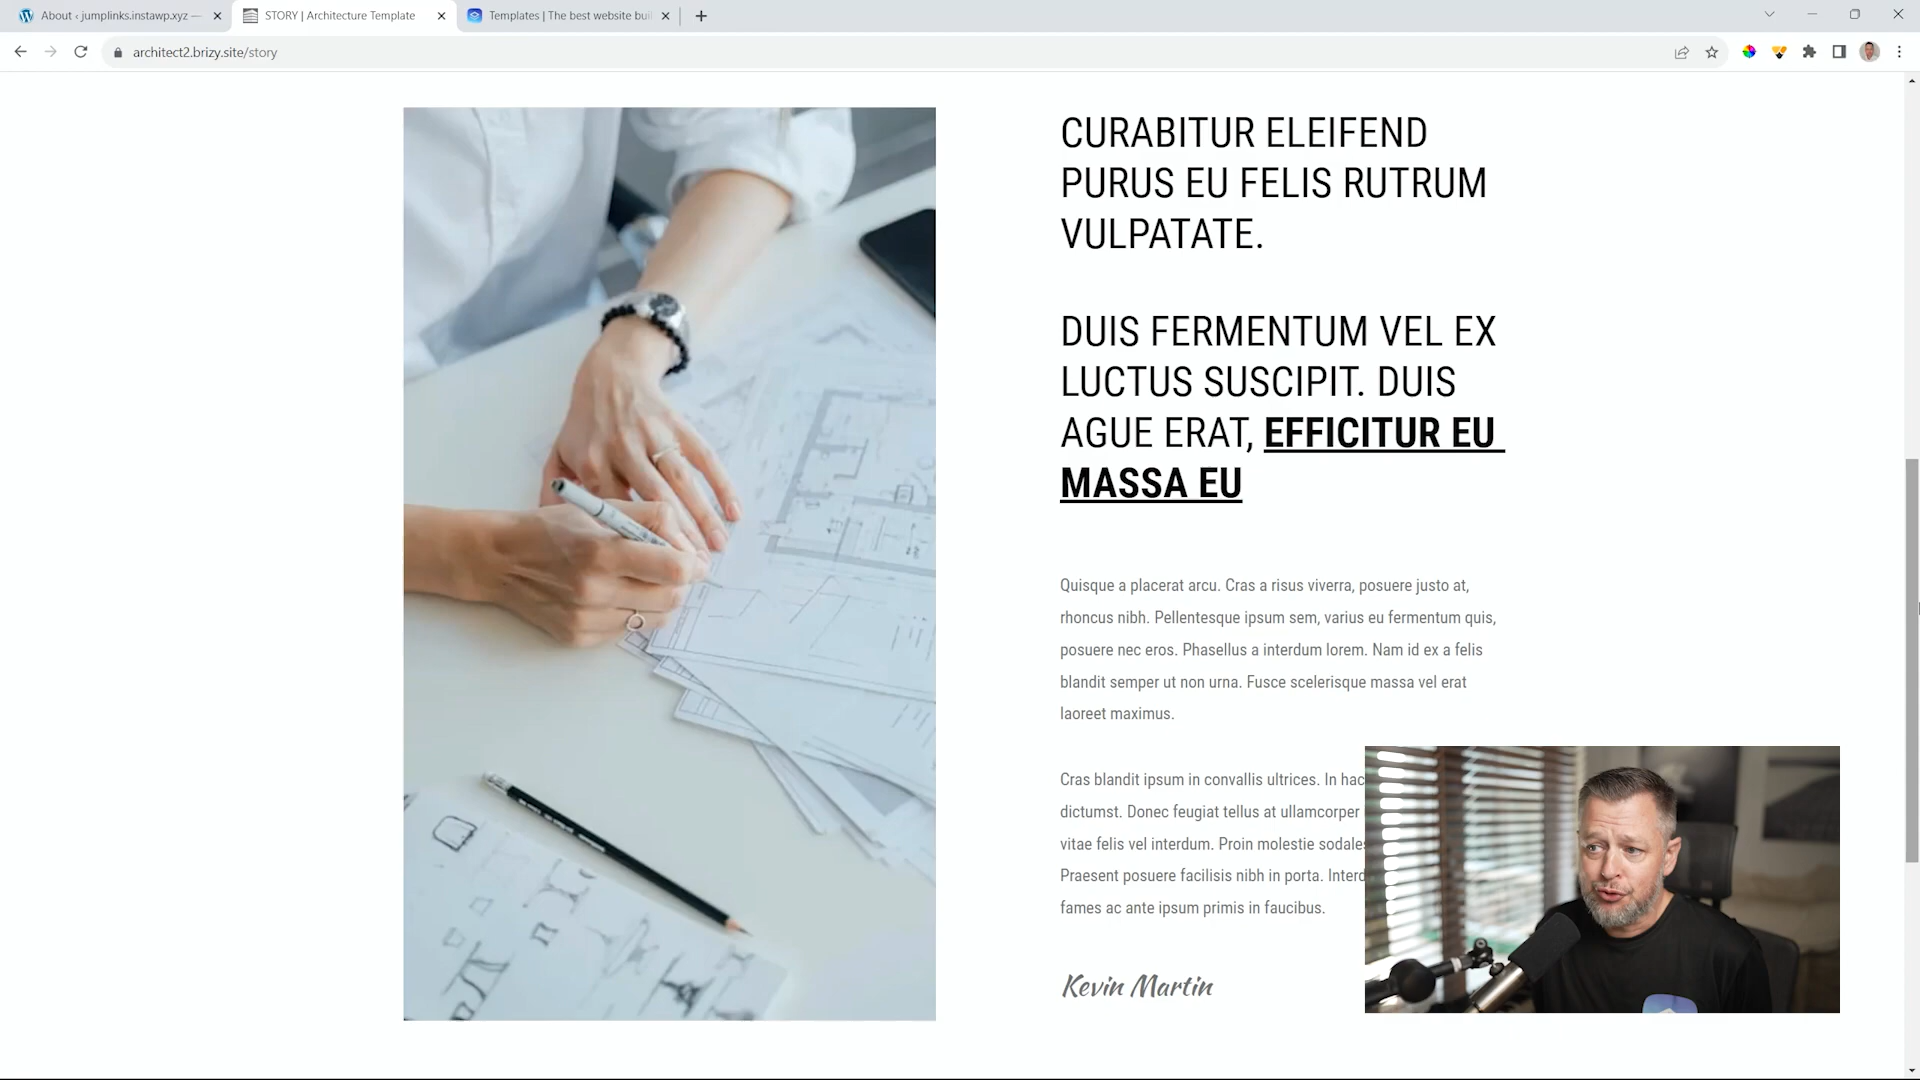 About ‹ jumplinks.instawp.xyz —
STORY | Architecture Template
Templates | The best website bui
architect2.brizy.site/story
CURABITUR ELEIFEND
PURUS EU FELIS RUTRUM
VULPATATE.
DUIS FERMENTUM VEL EX
LUCTUS SUSCIPIT. DUIS
AGUE ERAT, EFFICITUR EU
MASSA EU
Quisque a placerat arcu. Cras a risus viverra, posuere justo at,
rhoncus nibh. Pellentesque ipsum sem, varius eu fermentum quis,
posuere nec eros. Phasellus a interdum lorem. Nam id ex a felis
blandit semper ut non urna. Fusce scelerisque massa vel erat
laoreet maximus.
Cras blandit ipsum in convallis ultrices. In hac
dictumst. Donec feugiat tellus at ullamcorper
vitae felis vel interdum. Proin molestie sodales
Praesent posuere facilisis nibh in porta. Interd
fames ac ante ipsum primis in faucibus.
Kevin Martin